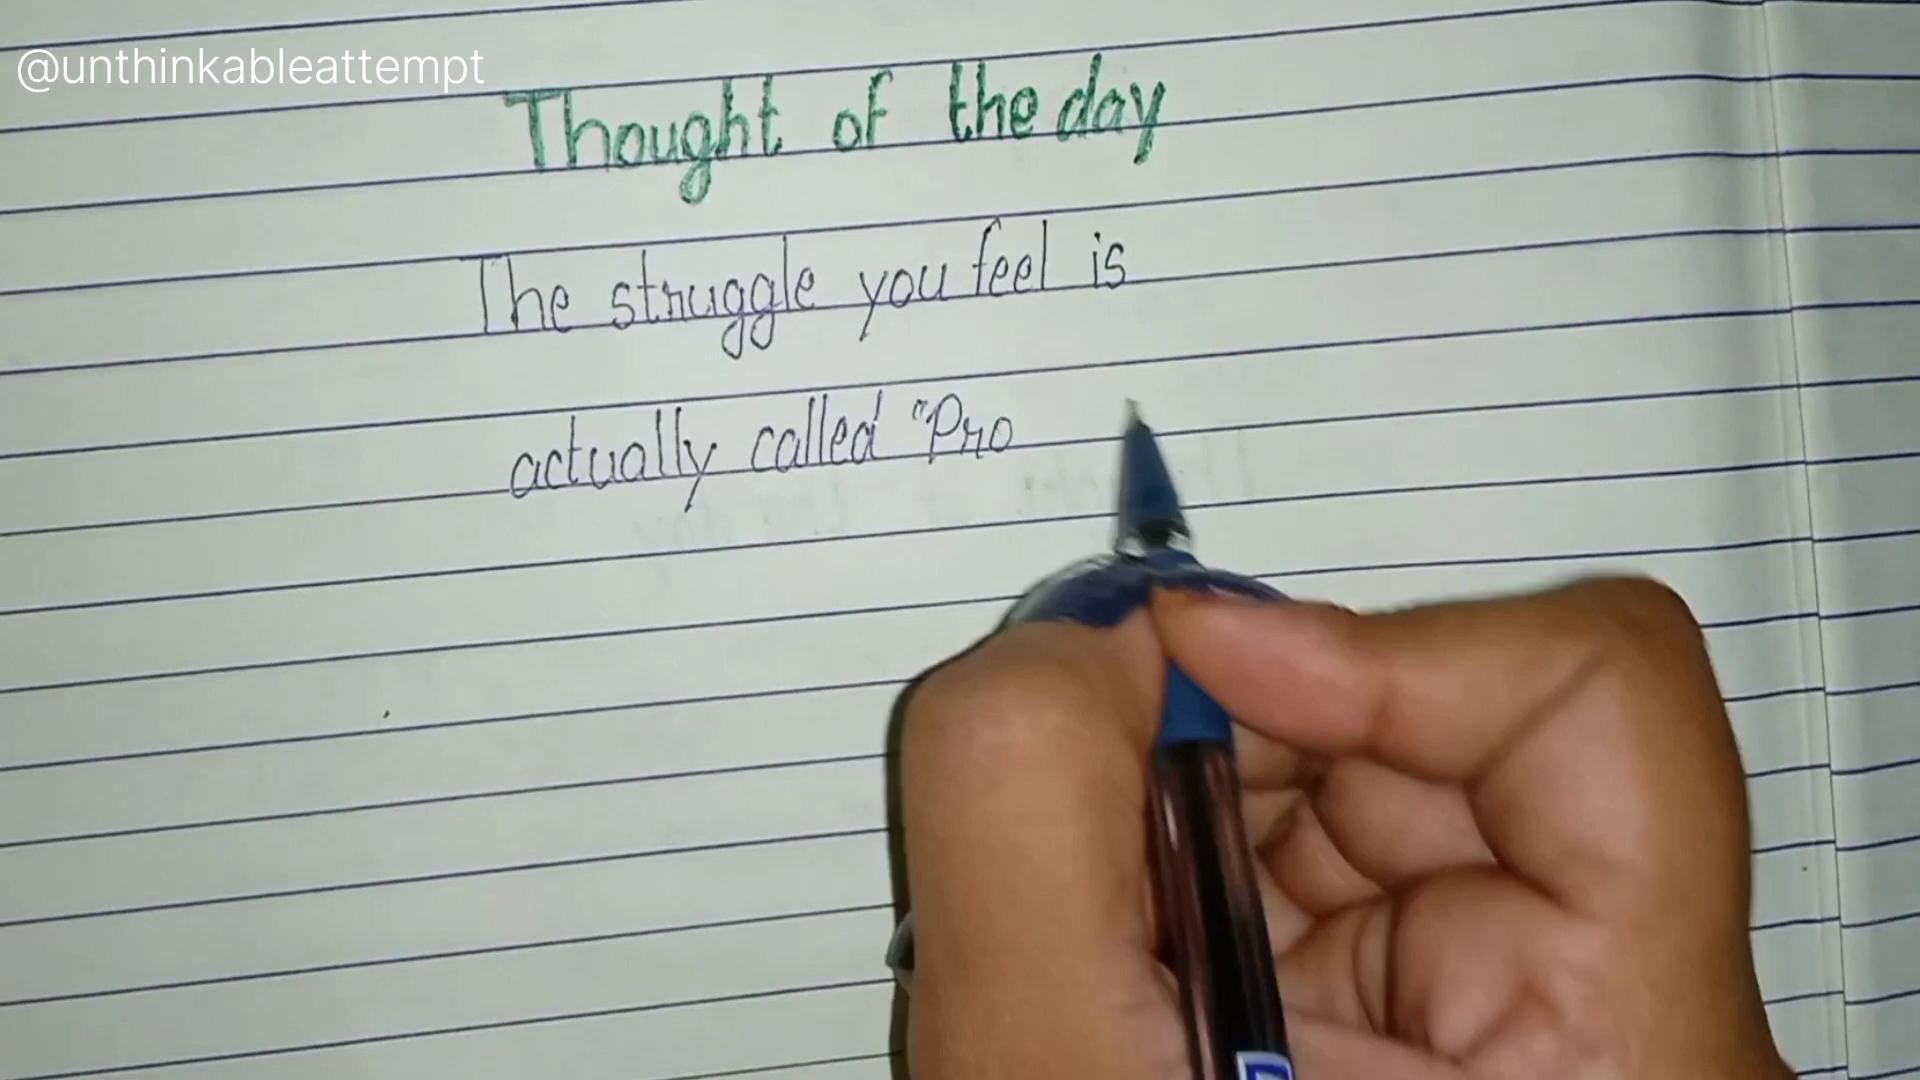 @unthinkableattempt
Thought of the day
The struggle you feel is
actually called "Pro